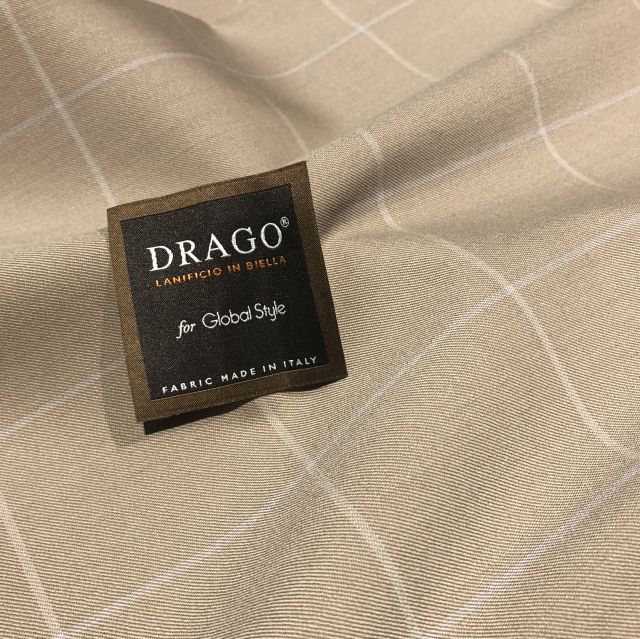 DRAGO®
LANIFICIO IN BIELLA
for Global Style
FABRIC MADE IN ITALY